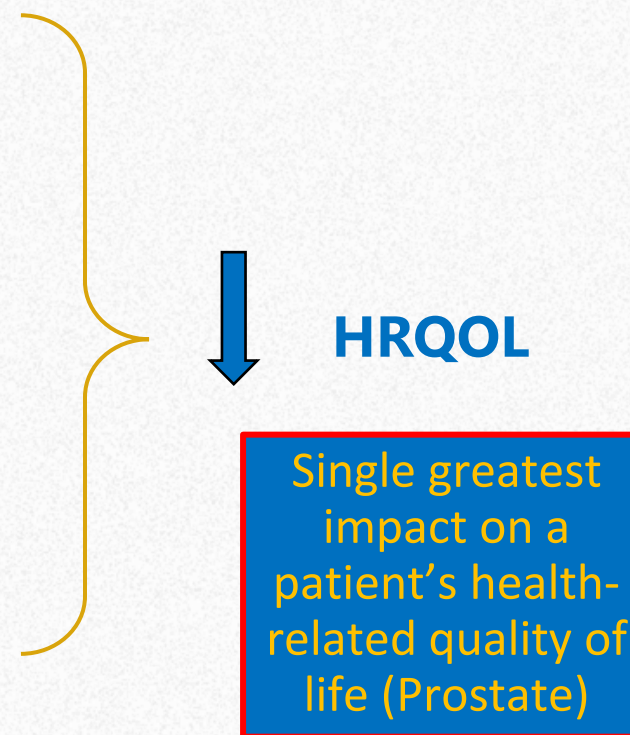 HRQOL
Single greatest
impact on a
patient’s health-
related quality of
life (Prostate)